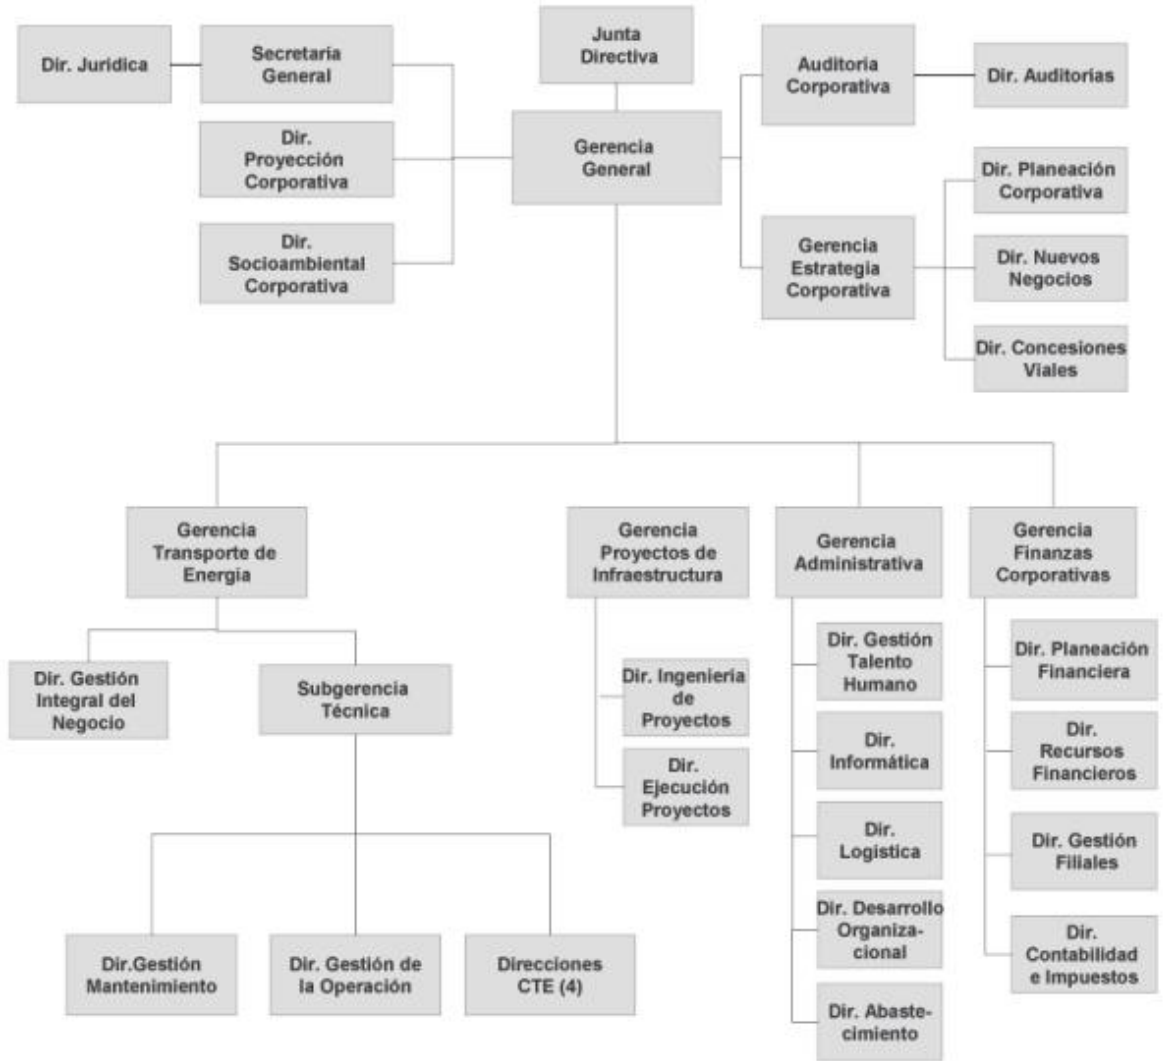 Junta
Directiva
Dir. Jurídica
Secretaría
General
Auditoría
Corporativa
Dir. Auditorías
Gerencia
General
Dir.
Proyección
Corporativa
Dir. Planeación
Corporativa
Dir.
Socioambiental
Corporativa
Gerencia
Estrategia
Corporativa
Dir. Nuevos
Negocios
Dir. Concesiones
Viales
Gerencia
Transporte de
Energía
Gerencia
Proyectos de
Infraestructura
Gerencia
Administrativa
Gerencia
Finanzas
Corporativas
Dir. Gestión
Integral del
Negocio
Subgerencia
Técnica
Dir.Gestión
Mantenimiento
Dir. Gestión de
la Operación
Direcciones
CTE (4)
Dir. Ingeniería
de
Proyectos
Dir.
Ejecución
Proyectos
Dir. Gestión
Talento
Humano
Dir.
Informática
Dir.
Logística
Dir. Desarrollo
Organiza-
cional
Dir. Abaste-
cimiento
Dir. Planeación
Financiera
Dir.
Recursos
Financieros
Dir. Gestión
Filiales
Dir.
Contabilidad
e Impuestos